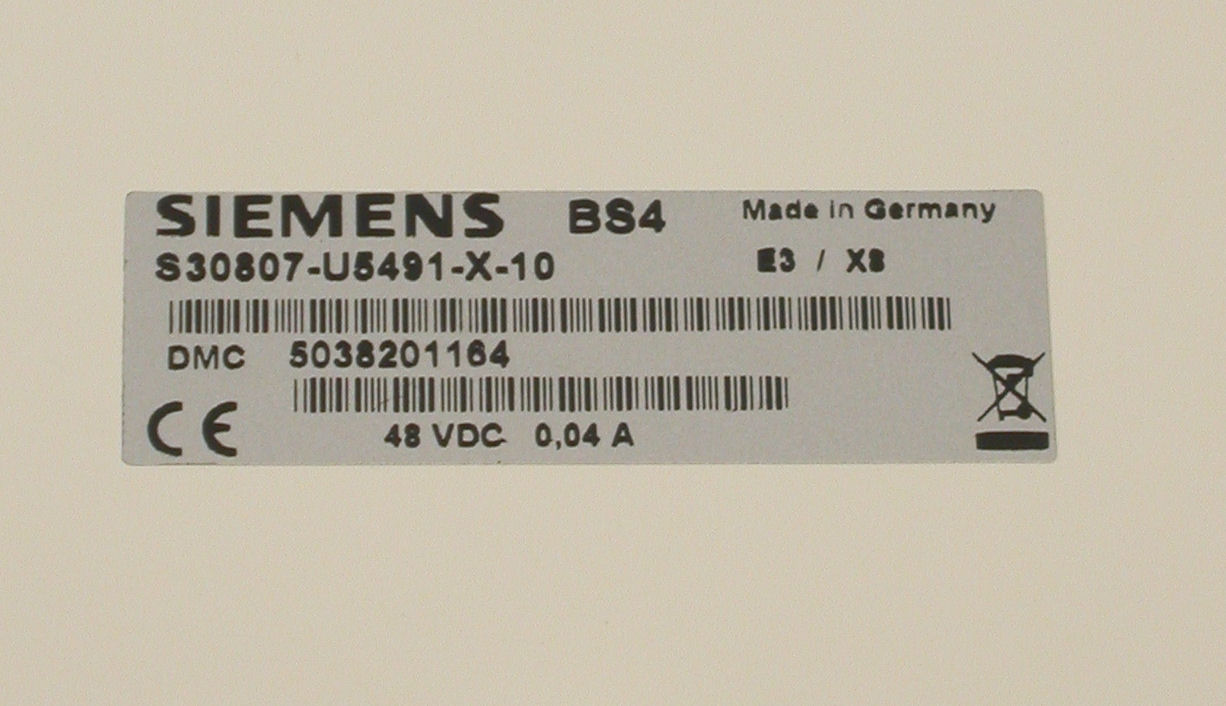 SIEMENS BS4 Made in Germany
S30807-U5491-X-10 E3 / X8
DMC 5038201164
CE 48 VDC 0,04 A